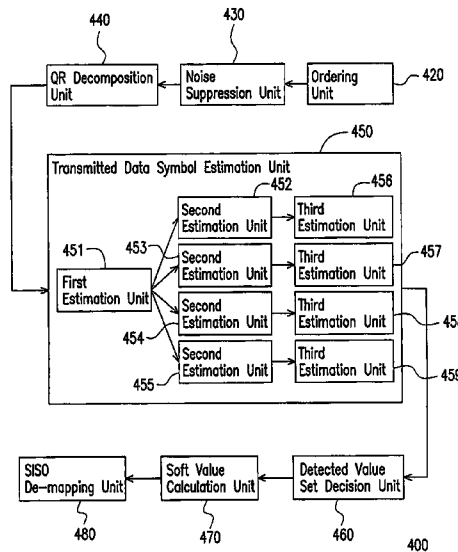 440
430
QR Decomposition
Unit
Noise
Suppression Unit
Ordering
Unit
420
450
Transmitted Data Symbol Estimation Unit
452
456
Second
Estimation Unit
Third
Estimation Unit
451
453
457
Second
Estimation Unit
Third
Estimation Unit
First
Estimation Unit
Second
Estimation Unit
Third
Estimation Unit
454
Second
Estimation Unit
Third
Estimation Unit
455
459
SISO
De-mapping Unit
Soft Value
Calculation Unit
Detected Value
Set Decision Unit
480
470
460
400